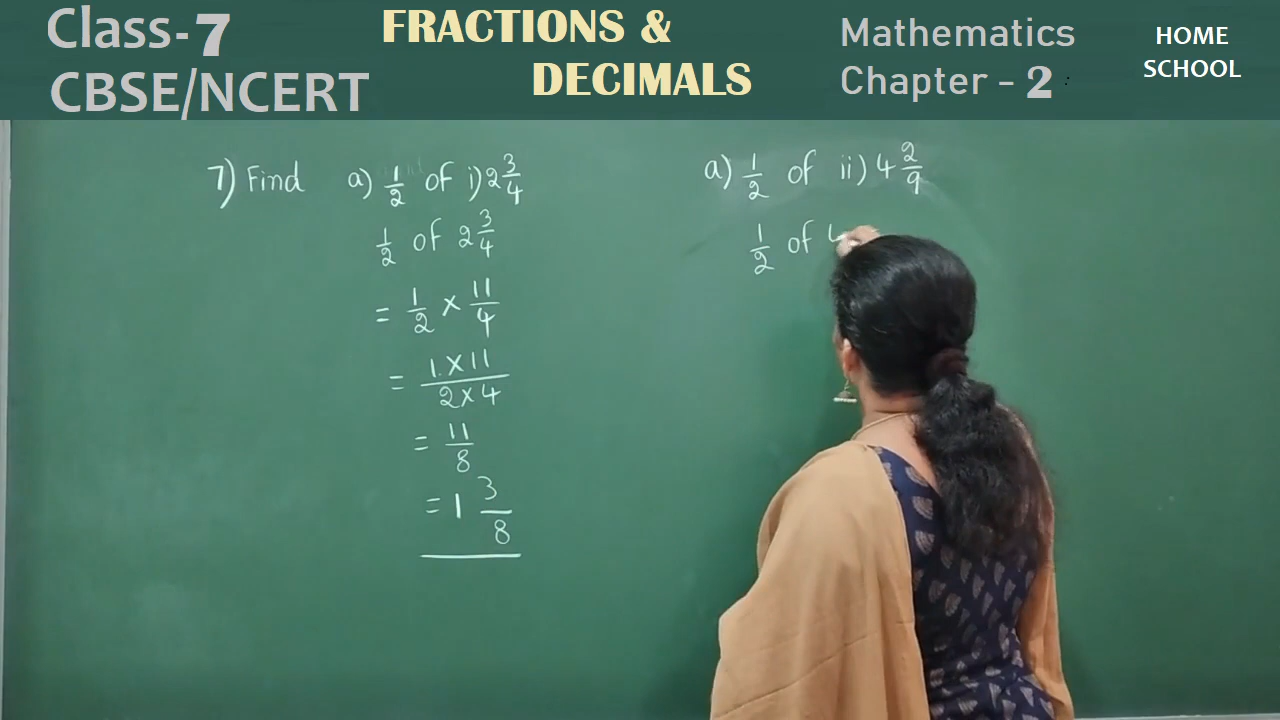 Class-7
CBSE/NCERT
FRACTIONS &
DECIMALS
Mathematics
Chapter - 2
HOME
SCHOOL
7) Find a) 1/2 of i) 2 3/4
1/2 of 2 3/4
= 1/2 × 11/4
= 1 × 11 / 2 × 4
= 11/8
= 1 3/8
a) 1/2 of ii) 4 2/9
1/2 of 4